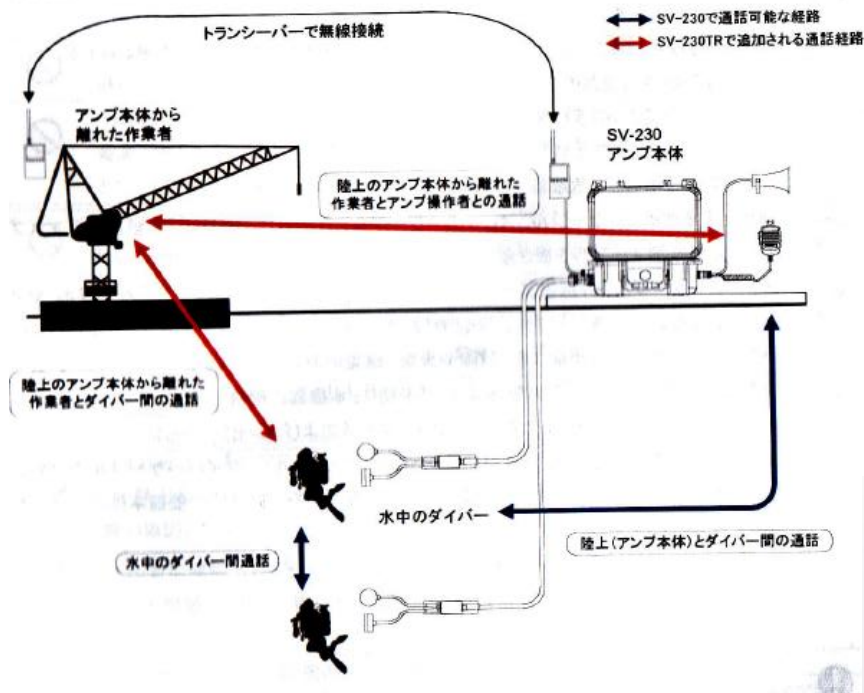 SV-230で通話可能な経路
SV-230TRで追加される通話経路
トランシーバーで無線接続
アンプ本体から
離れた作業者
SV-230
アンプ本体
陸上のアンプ本体から離れた
作業者とアンプ操作者との通話
陸上のアンプ本体から離れた
作業者とダイバー間の通話
水中のダイバー
陸上(アンプ本体)とダイバー間の通話
水中のダイバー間通話